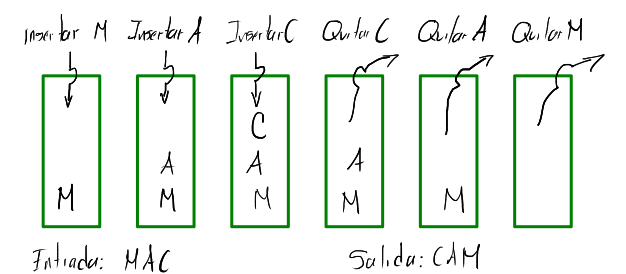 Insertar M Insertar A Insertar C Quitar C Quitar A Quitar M
C
A A A
M M M M M
Entrada: MAC Salida: CAM